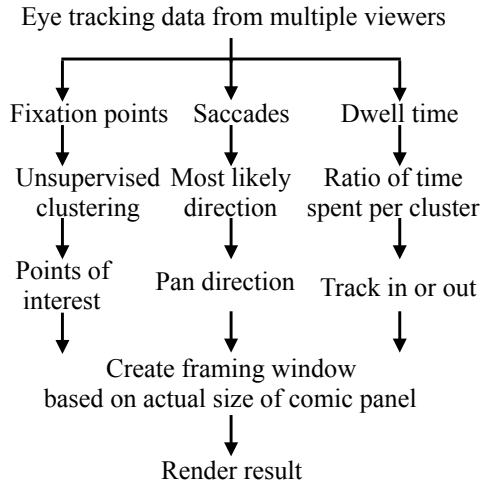 Eye tracking data from multiple viewers
Fixation points
Saccades
Dwell time
Unsupervised
clustering
Most likely
direction
Ratio of time
spent per cluster
Points of
interest
Pan direction
Track in or out
Create framing window
based on actual size of comic panel
Render result